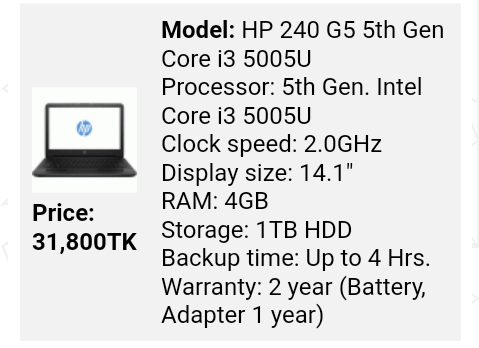 Model: HP 240 G5 5th Gen
Core i3 5005U
Processor: 5th Gen. Intel
Core i3 5005U
Clock speed: 2.0GHz
Display size: 14.1"
RAM: 4GB
Storage: 1TB HDD
Backup time: Up to 4 Hrs.
Warranty: 2 year (Battery,
Adapter 1 year)
hp
Price:
31,800TK